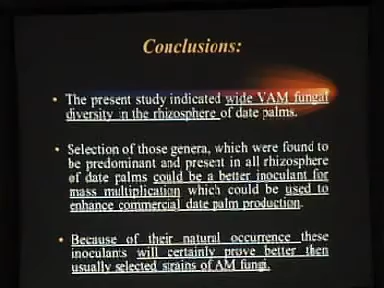 Conclusions:
• The present study indicated wide VAM fungal
diversity in the rhizosphere of date palms.
• Selection of those genera, which were found to
be predominant and present in all rhizosphere
of date palms could be a better inoculant for
mass multiplication which could be used to
enhance commercial date palm production.
• Because of their natural occurrence these
inoculants will certainly prove better then
usually selected strains of AM fungi.